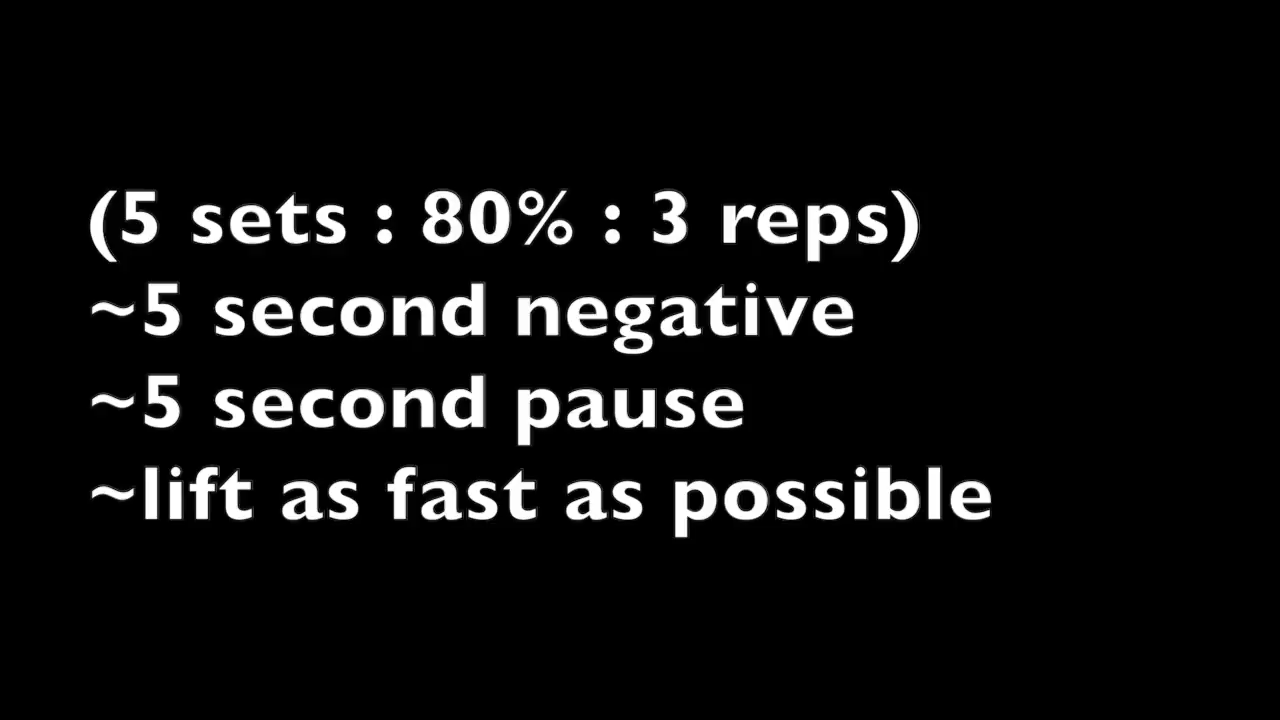 (5 sets : 80% : 3 reps)
~5 second negative
~5 second pause
~lift as fast as possible